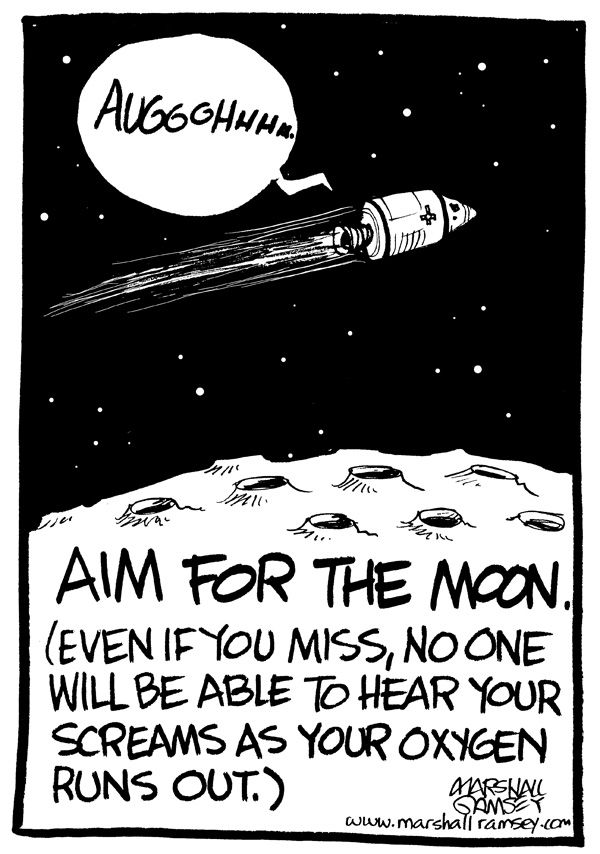 AUGGGHHHH..
AIM FOR THE MOON.
(EVEN IF YOU MISS, NO ONE
WILL BE ABLE TO HEAR YOUR
SCREAMS AS YOUR OXYGEN
RUNS OUT.)
MARSHALL
RAMSEY
www.marshallramsey.com